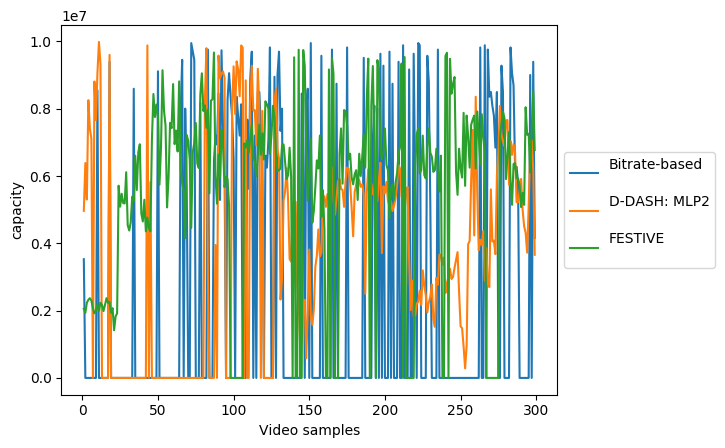 1e7
1.0
0.8
0.6
0.4
0.2
0.0
capacity
0
50
100
150
200
250
300
Video samples
Bitrate-based
D-DASH: MLP2
FESTIVE